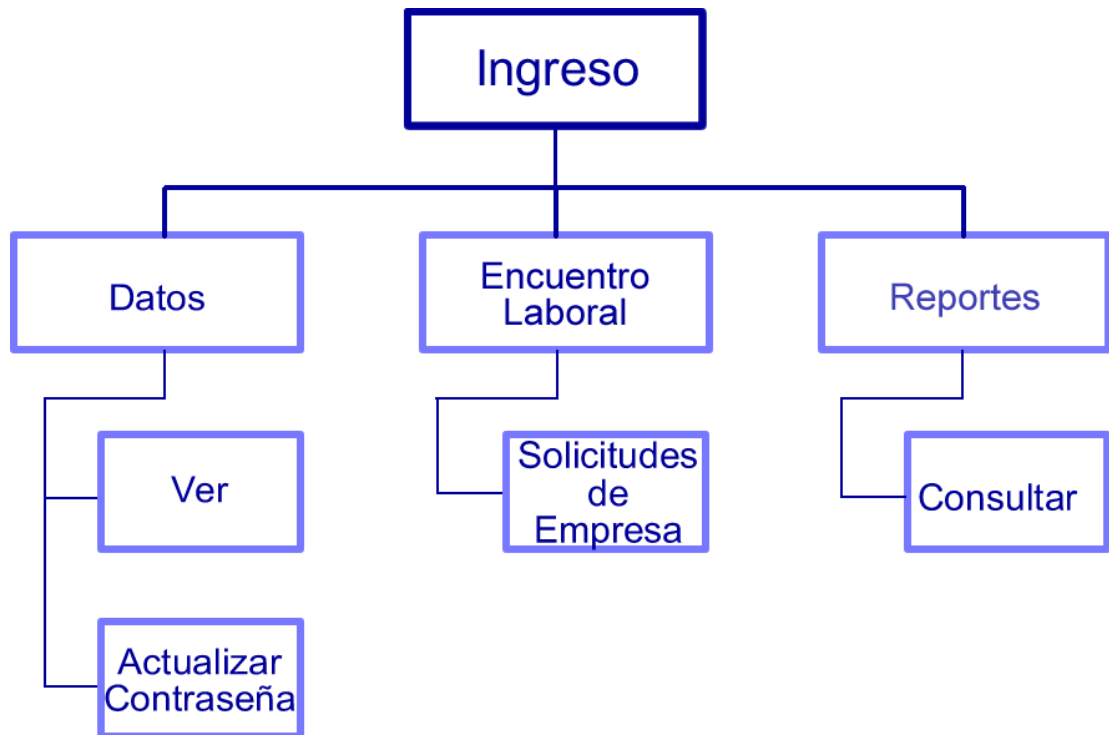 Ingreso
Datos
Encuentro
Laboral
Reportes
Ver
Solicitudes
de
Empresa
Consultar
Actualizar
Contraseña